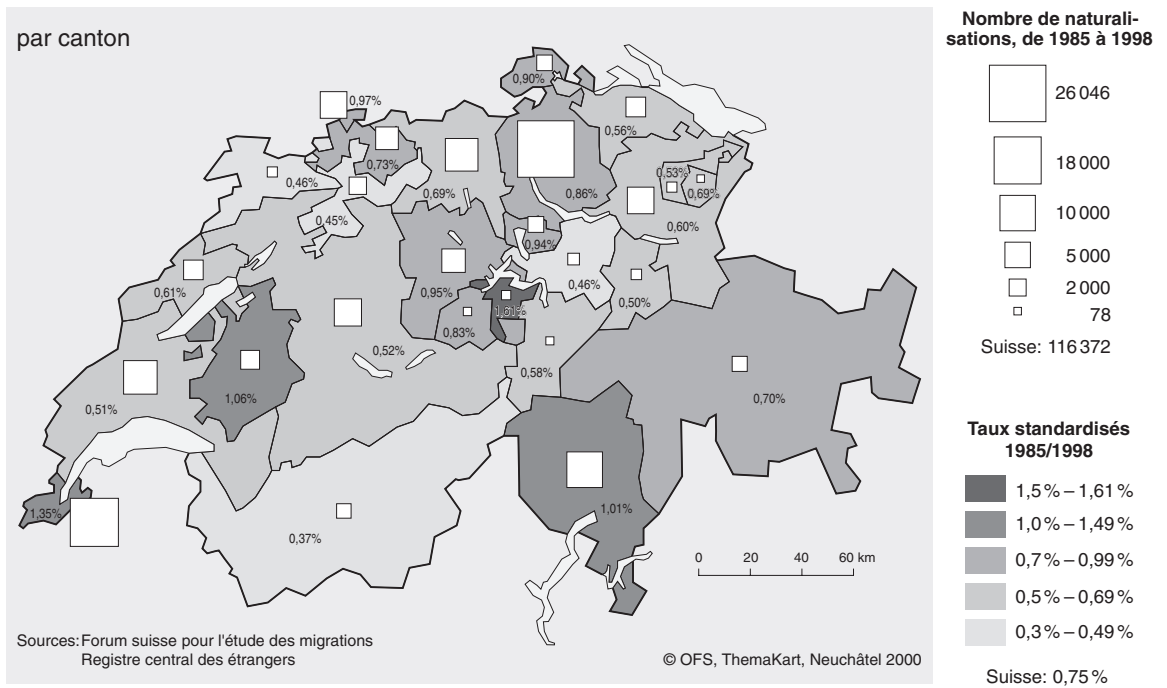 par canton
0,90%
0,97%
0,56%
0,73%
0,46%
0,53%
0,69%
0,69%
0,86%
0,45%
0,60%
0,94%
0,61%
0,95%
0,46%
0,50%
1,61%
0,83%
0,52%
0,58%
1,06%
0,70%
0,51%
1,35%
1,01%
0,37%
0 20 40 60 km
Sources: Forum suisse pour l'étude des migrations
Registre central des étrangers
© OFS, ThemaKart, Neuchâtel 2000
Nombre de naturali-
sations, de 1985 à 1998
26 046
18 000
10 000
5 000
2 000
78
Suisse: 116 372
Taux standardisés
1985/1998
1,5 % – 1,61 %
1,0 % – 1,49 %
0,7 % – 0,99 %
0,5 % – 0,69 %
0,3 % – 0,49 %
Suisse: 0,75 %